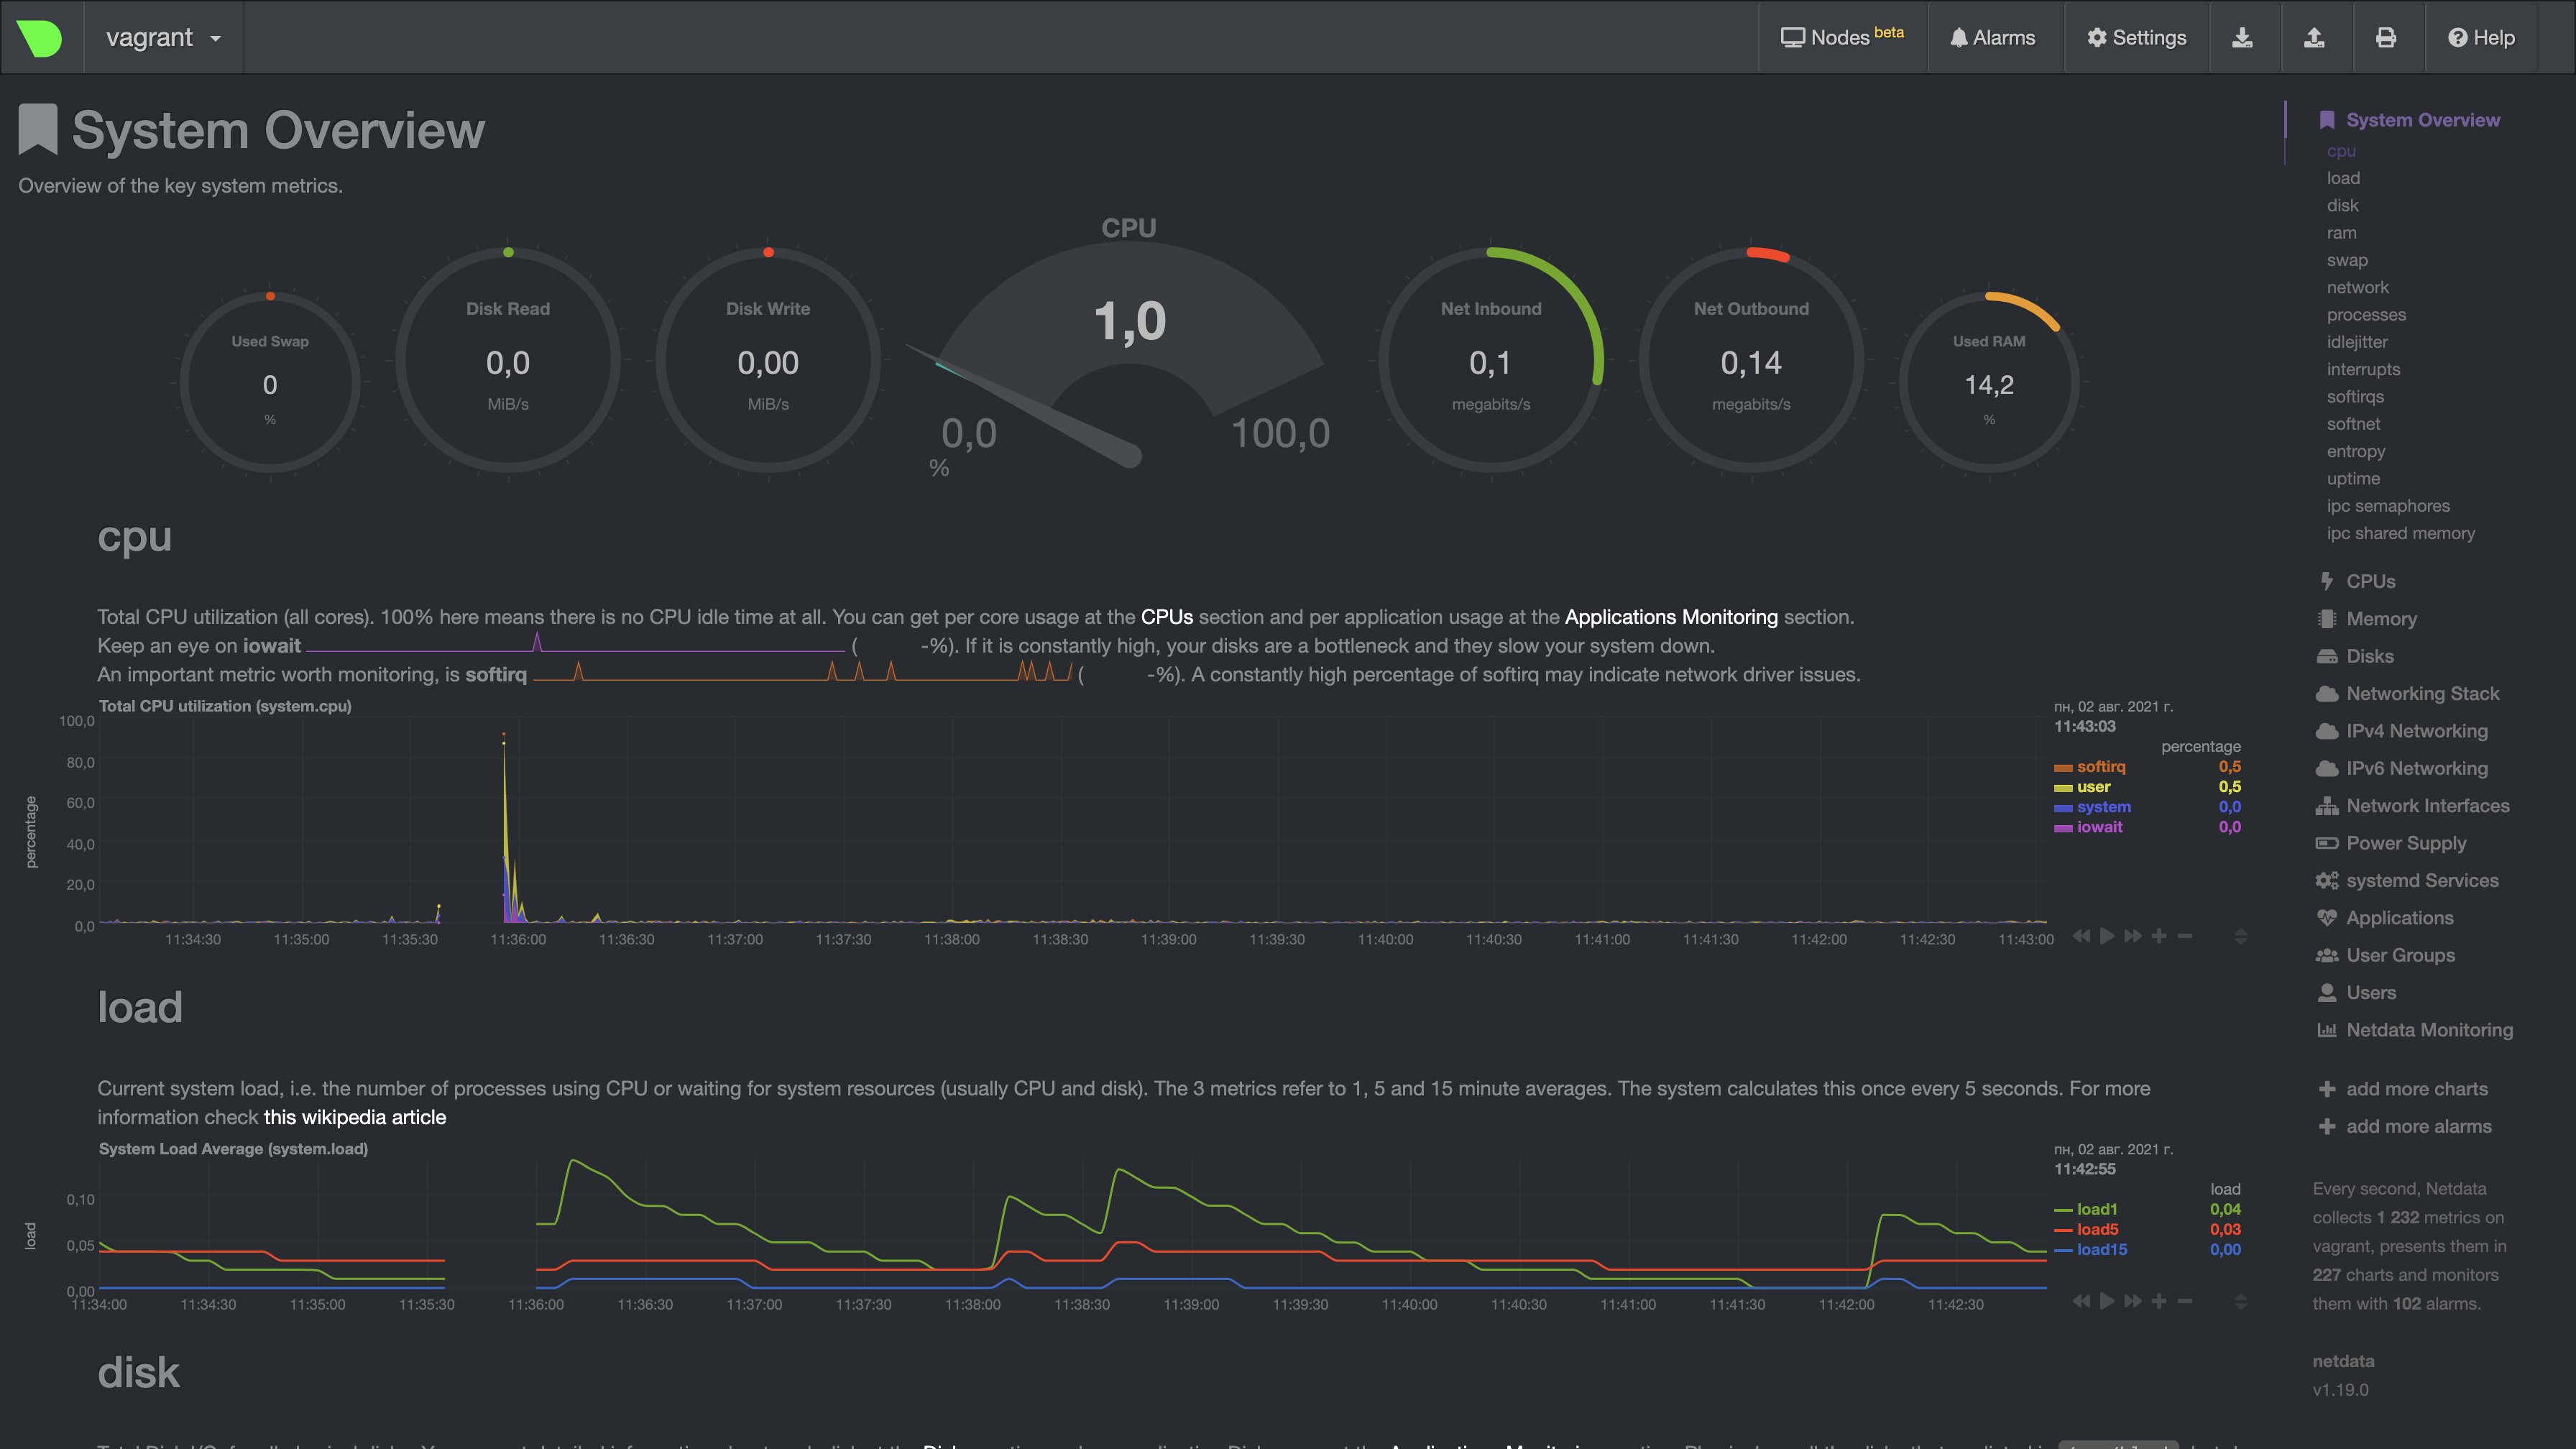 vagrant
Nodes beta
Alarms
Settings
Help
System Overview
Overview of the key system metrics.
Used Swap
0
%
Disk Read
0,0
MiB/s
Disk Write
0,00
MiB/s
CPU
1,0
0,0
100,0
%
Net Inbound
0,1
megabits/s
Net Outbound
0,14
megabits/s
Used RAM
14,2
%
cpu
Total CPU utilization (all cores). 100% here means there is no CPU idle time at all. You can get per core usage at the CPUs section and per application usage at the Applications Monitoring section.
Keep an eye on iowait ( -%). If it is constantly high, your disks are a bottleneck and they slow your system down.
An important metric worth monitoring, is softirq ( -%). A constantly high percentage of softirq may indicate network driver issues.
Total CPU utilization (system.cpu)
percentage
100,0
80,0
60,0
40,0
20,0
0,0
11:34:30 11:35:00 11:35:30 11:36:00 11:36:30 11:37:00 11:37:30 11:38:00 11:38:30 11:39:00 11:39:30 11:40:00 11:40:30 11:41:00 11:41:30 11:42:00 11:42:30 11:43:00
пн, 02 авг. 2021 г.
11:43:03
percentage
softirq 0,5
user 0,5
system 0,0
iowait 0,0
load
Current system load, i.e. the number of processes using CPU or waiting for system resources (usually CPU and disk). The 3 metrics refer to 1, 5 and 15 minute averages. The system calculates this once every 5 seconds. For more
information check this wikipedia article
System Load Average (system.load)
load
0,10
0,05
0,00
11:34:00 11:34:30 11:35:00 11:35:30 11:36:00 11:36:30 11:37:00 11:37:30 11:38:00 11:38:30 11:39:00 11:39:30 11:40:00 11:40:30 11:41:00 11:41:30 11:42:00 11:42:30
пн, 02 авг. 2021 г.
11:42:55
load
load1 0,04
load5 0,03
load15 0,00
disk
System Overview
cpu
load
disk
ram
swap
network
processes
idlejitter
interrupts
softirqs
softnet
entropy
uptime
ipc semaphores
ipc shared memory
CPUs
Memory
Disks
Networking Stack
IPv4 Networking
IPv6 Networking
Network Interfaces
Power Supply
systemd Services
Applications
User Groups
Users
Netdata Monitoring
add more charts
add more alarms
Every second, Netdata
collects 1 232 metrics on
vagrant, presents them in
227 charts and monitors
them with 102 alarms.
netdata
v1.19.0